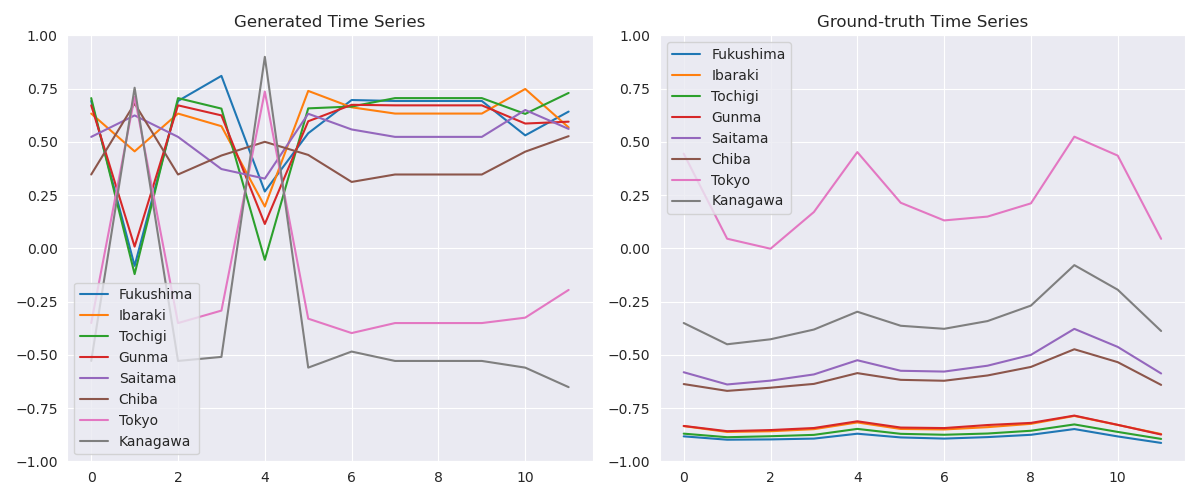 Generated Time Series
1.00
0.75
0.50
0.25
0.00
−0.25
−0.50
−0.75
−1.00
0 2 4 6 8 10
Fukushima
Ibaraki
Tochigi
Gunma
Saitama
Chiba
Tokyo
Kanagawa
Ground-truth Time Series
1.00
0.75
0.50
0.25
0.00
−0.25
−0.50
−0.75
−1.00
0 2 4 6 8 10
Fukushima
Ibaraki
Tochigi
Gunma
Saitama
Chiba
Tokyo
Kanagawa